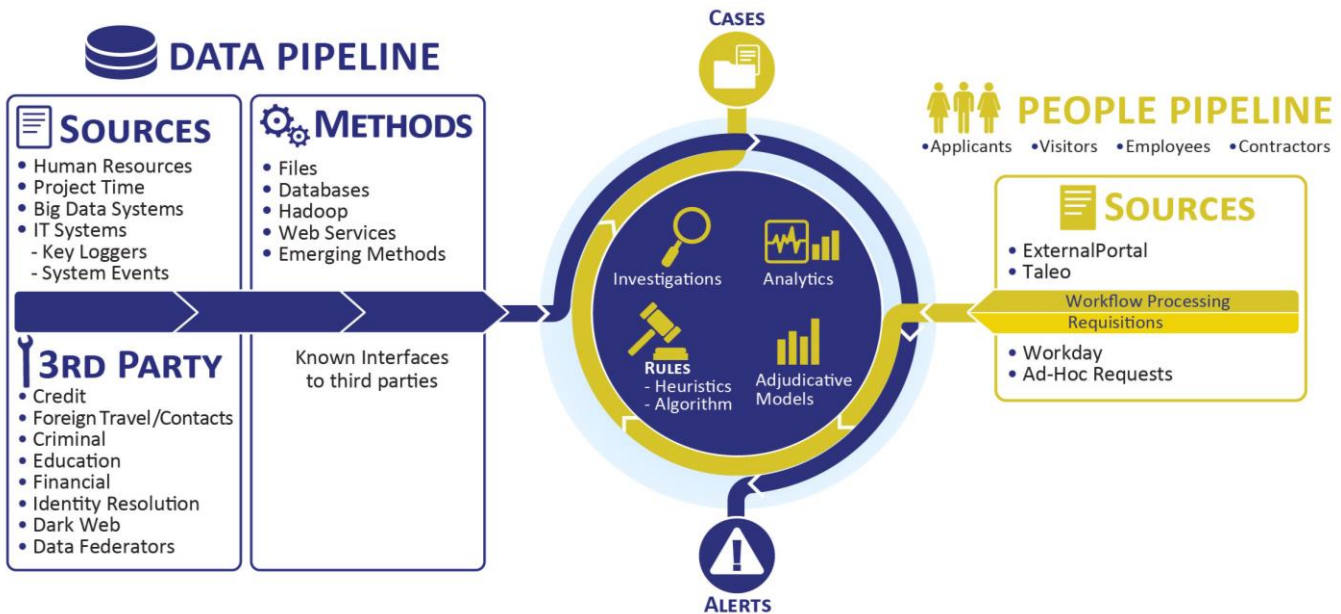 CASES
DATA PIPELINE
SOURCES
• Human Resources
• Project Time
• Big Data Systems
• IT Systems
- Key Loggers
- System Events
METHODS
• Files
• Databases
• Hadoop
• Web Services
• Emerging Methods
3RD PARTY
• Credit
• Foreign Travel/Contacts
• Criminal
• Education
• Financial
• Identity Resolution
• Dark Web
• Data Federators
Known Interfaces
to third parties
Investigations
Analytics
RULES
- Heuristics
- Algorithm
Adjudicative
Models
ALERTS
PEOPLE PIPELINE
•Applicants •Visitors •Employees •Contractors
SOURCES
• ExternalPortal
• Taleo
Workflow Processing
Requisitions
• Workday
• Ad-Hoc Requests